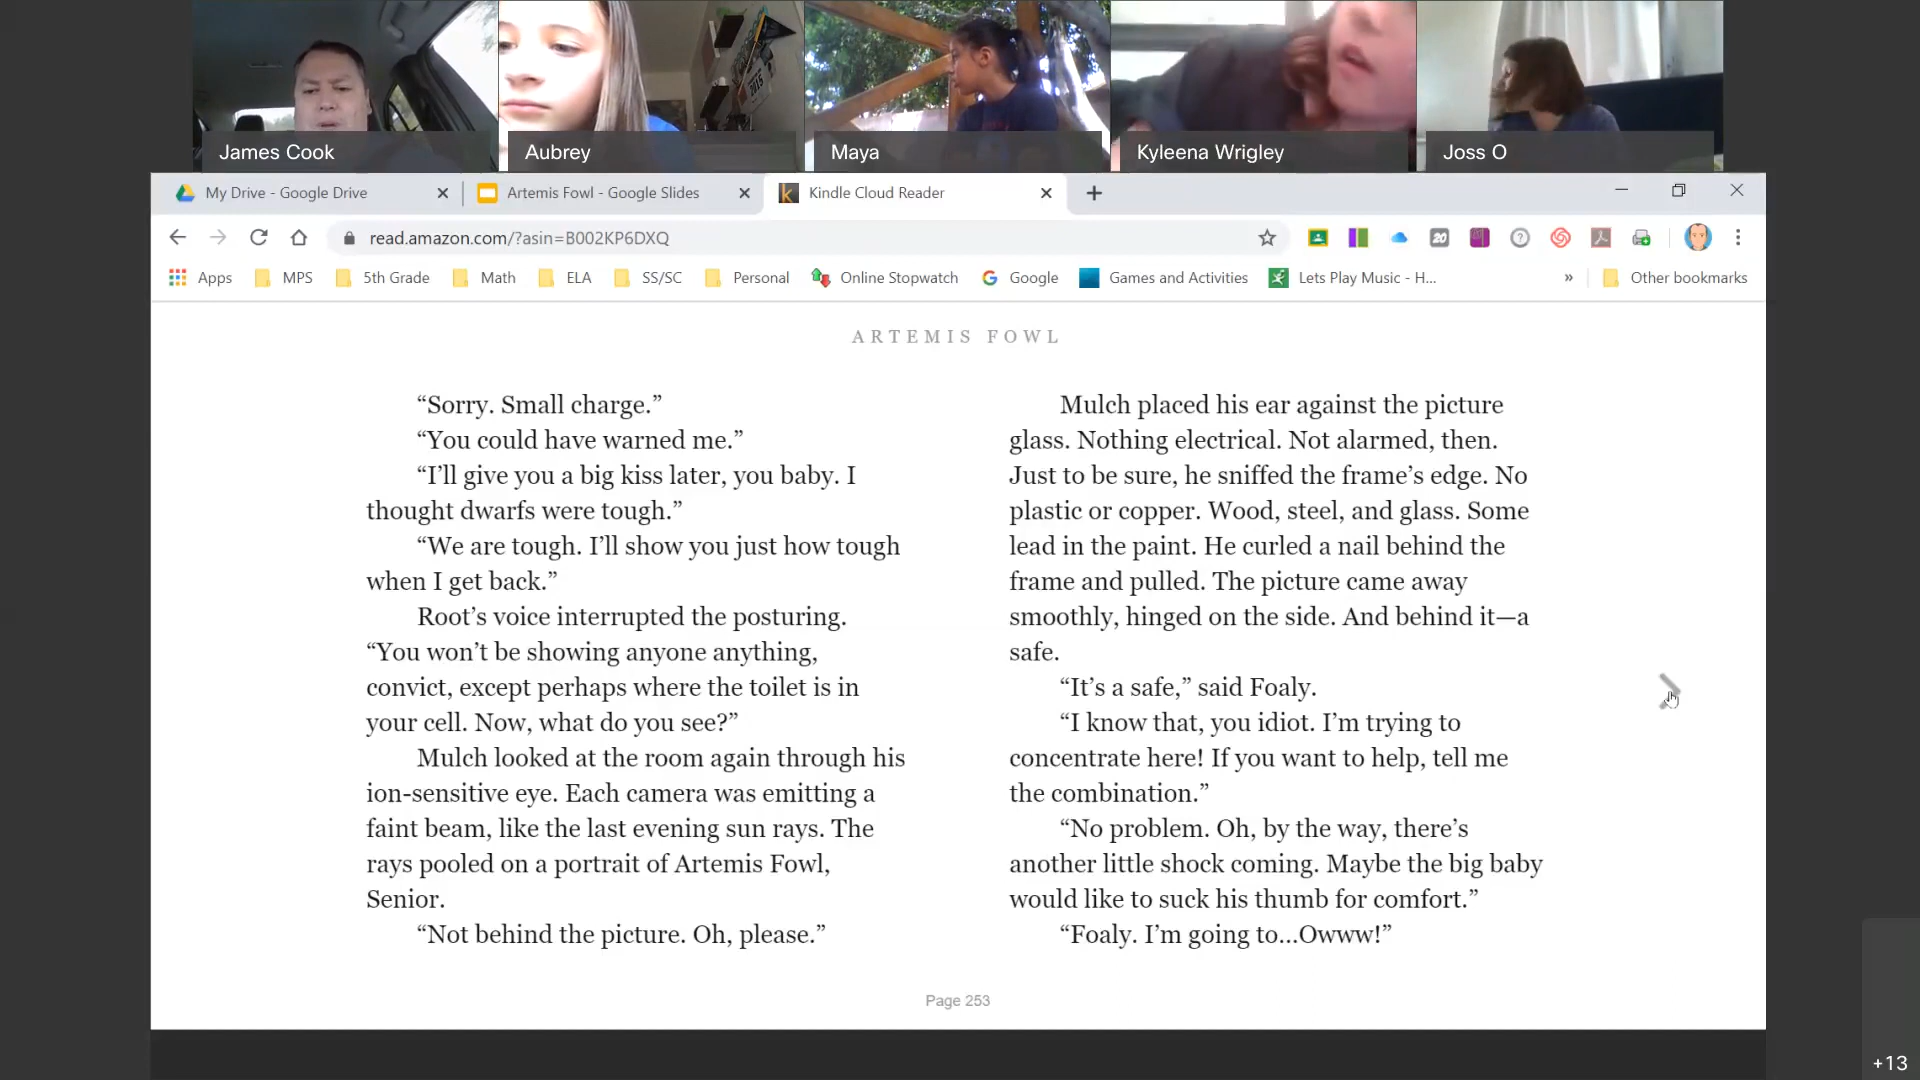 James Cook
Aubrey
Maya
Kyleena Wrigley
Joss O
2015
My Drive - Google Drive
Artemis Fowl - Google Slides
Kindle Cloud Reader
read.amazon.com/?asin=B002KP6DXQ
20
Apps
MPS
5th Grade
Math
ELA
SS/SC
Personal
Online Stopwatch
Google
Games and Activities
Lets Play Music - H...
»
Other bookmarks
ARTEMIS FOWL
“Sorry. Small charge.”
“You could have warned me.”
“I’ll give you a big kiss later, you baby. I
thought dwarfs were tough.”
“We are tough. I’ll show you just how tough
when I get back.”
Root’s voice interrupted the posturing.
“You won’t be showing anyone anything,
convict, except perhaps where the toilet is in
your cell. Now, what do you see?”
Mulch looked at the room again through his
ion-sensitive eye. Each camera was emitting a
faint beam, like the last evening sun rays. The
rays pooled on a portrait of Artemis Fowl,
Senior.
“Not behind the picture. Oh, please.”
Mulch placed his ear against the picture
glass. Nothing electrical. Not alarmed, then.
Just to be sure, he sniffed the frame’s edge. No
plastic or copper. Wood, steel, and glass. Some
lead in the paint. He curled a nail behind the
frame and pulled. The picture came away
smoothly, hinged on the side. And behind it—a
safe.
“It’s a safe,” said Foaly.
“I know that, you idiot. I’m trying to
concentrate here! If you want to help, tell me
the combination.”
“No problem. Oh, by the way, there’s
another little shock coming. Maybe the big baby
would like to suck his thumb for comfort.”
“Foaly. I’m going to...Owww!”
Page 253
+13